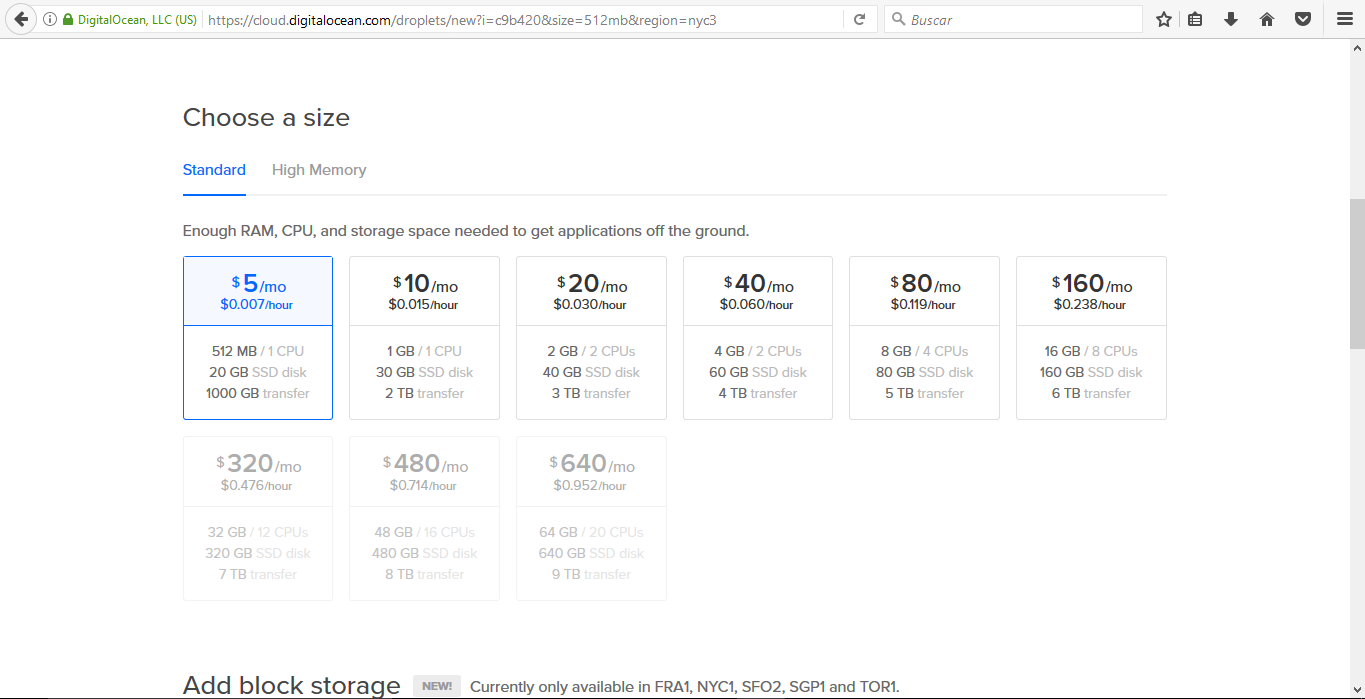 DigitalOcean, LLC (US)
https://cloud.digitalocean.com/droplets/new?i=c9b420&size=512mb&region=nyc3
Buscar
Choose a size
Standard
High Memory
Enough RAM, CPU, and storage space needed to get applications off the ground.
$5/mo
$0.007/hour
512 MB / 1 CPU
20 GB SSD disk
1000 GB transfer
$10/mo
$0.015/hour
1 GB / 1 CPU
30 GB SSD disk
2 TB transfer
$20/mo
$0.030/hour
2 GB / 2 CPUs
40 GB SSD disk
3 TB transfer
$40/mo
$0.060/hour
4 GB / 2 CPUs
60 GB SSD disk
4 TB transfer
$80/mo
$0.119/hour
8 GB / 4 CPUs
80 GB SSD disk
5 TB transfer
$160/mo
$0.238/hour
16 GB / 8 CPUs
160 GB SSD disk
6 TB transfer
$320/mo
$0.476/hour
32 GB / 12 CPUs
320 GB SSD disk
7 TB transfer
$480/mo
$0.714/hour
48 GB / 16 CPUs
480 GB SSD disk
8 TB transfer
$640/mo
$0.952/hour
64 GB / 20 CPUs
640 GB SSD disk
9 TB transfer
Add block storage NEW! Currently only available in FRA1, NYC1, SFO2, SGP1 and TOR1.